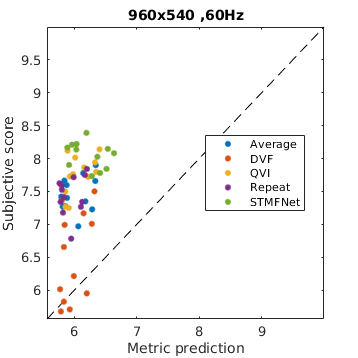 960x540 ,60Hz
Subjective score
9.5
9
8.5
8
7.5
7
6.5
6
Average
DVF
QVI
Repeat
STMFNet
6 7 8 9
Metric prediction